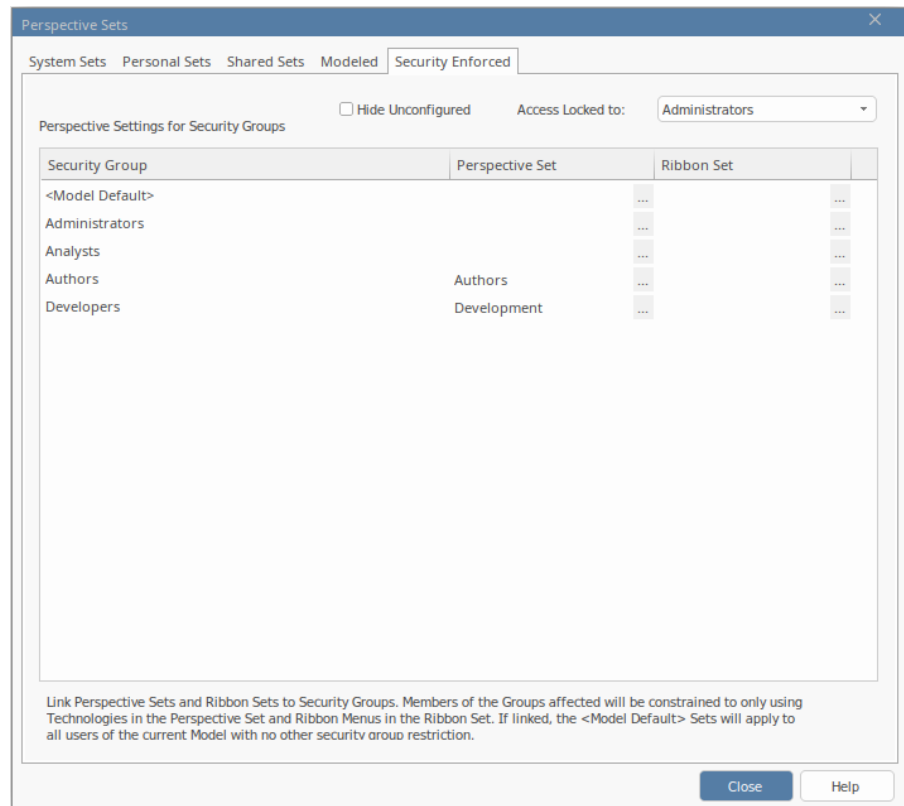 Perspective Sets
System Sets Personal Sets Shared Sets Modeled Security Enforced
Hide Unconfigured Access Locked to: Administrators
Perspective Settings for Security Groups
Security Group Perspective Set Ribbon Set
<Model Default> ... ...
Administrators ... ...
Analysts ... ...
Authors Authors ... ...
Developers Development ... ...
Link Perspective Sets and Ribbon Sets to Security Groups. Members of the Groups affected will be constrained to only using
Technologies in the Perspective Set and Ribbon Menus in the Ribbon Set. If linked, the <Model Default> Sets will apply to
all users of the current Model with no other security group restriction.
Close Help